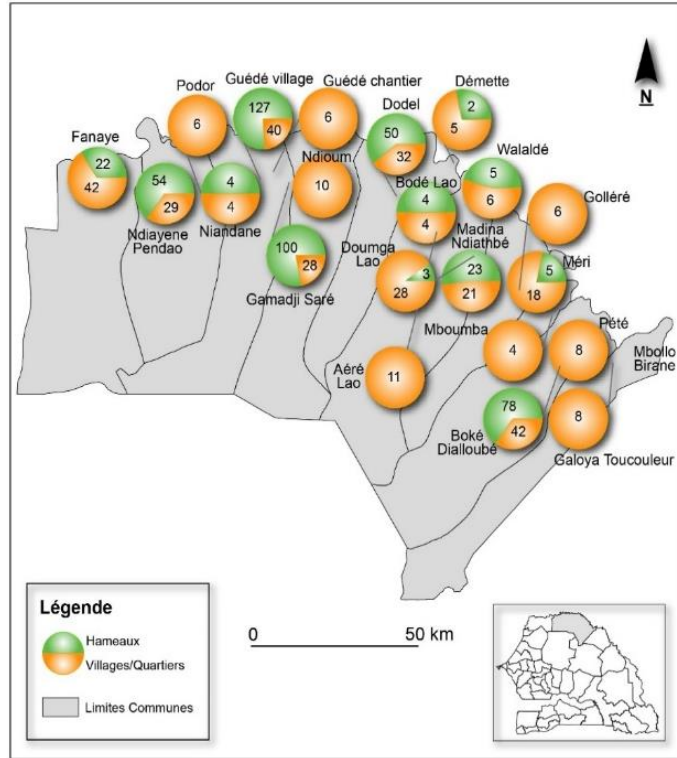 Podor
6
Guédé village
127
40
Guédé chantier
6
Démette
2
5
Dodel
50
32
N
Fanaye
22
42
54
29
Ndiayene
Pendao
4
4
Niandane
Ndioum
10
Bodé Lao
4
4
Walaldé
5
6
Golléré
6
100
28
Gamadji Saré
Doumga
Lao
3
28
Madina
Ndiathbé
23
21
Méri
5
18
Mboumba
4
Pété
8
Mbollo
Birane
Aéré
Lao
11
78
42
Boké
Dialloubé
8
Galoya Toucouleur
Légende
Hameaux
Villages/Quartiers
Limites Communes
0 50 km